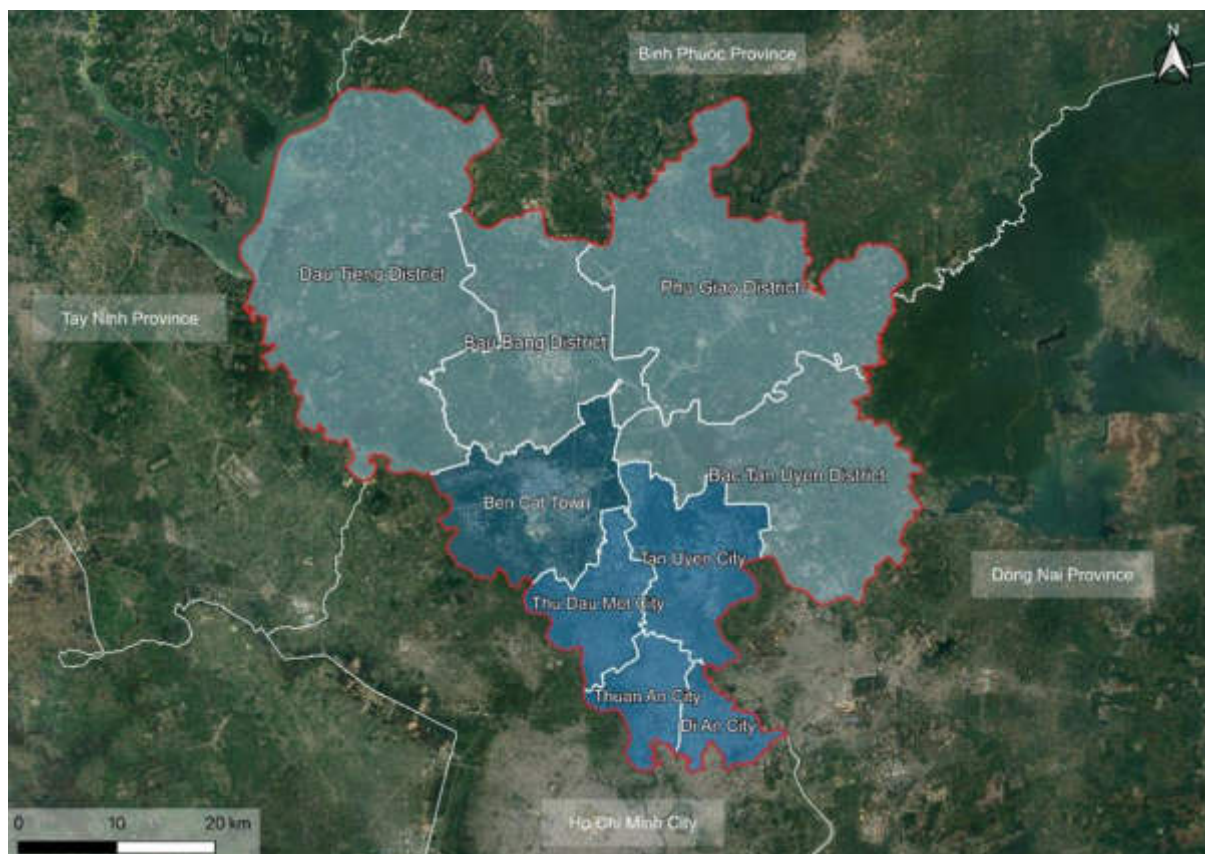 N
Binh Phuoc Province
Dau Tieng District
Phu Giao District
Tay Ninh Province
Bau Bang District
Bac Tan Uyen District
Ben Cat Town
Tan Uyen City
Dong Nai Province
Thu Dau Mot City
Thuan An City
Di An City
0 10 20 km
Ho Chi Minh City